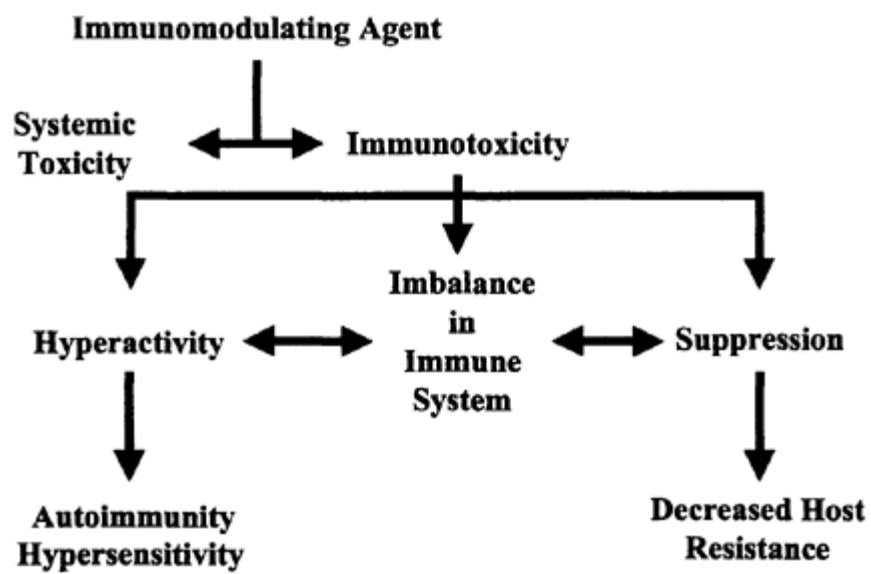 Immunomodulating Agent
Systemic
Toxicity
Immunotoxicity
Imbalance
in
Immune
System
Hyperactivity
Suppression
Autoimmunity
Hypersensitivity
Decreased Host
Resistance